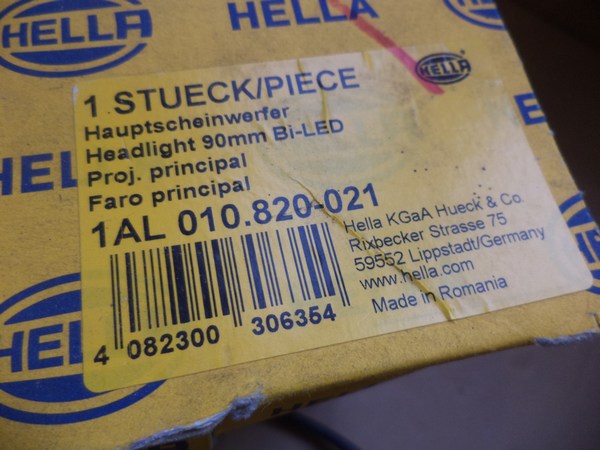 HELLA
HELLA
1 STUECK/PIECE
HELLA
Hauptscheinwerfer
Headlight 90mm Bi-LED
Proj. principal
Faro principal
1AL 010.820-021
Hella KGaA Hueck & Co.
Rixbecker Strasse 75
59552 Lippstadt/Germany
www.hella.com
Made in Romania
4 082300 306354